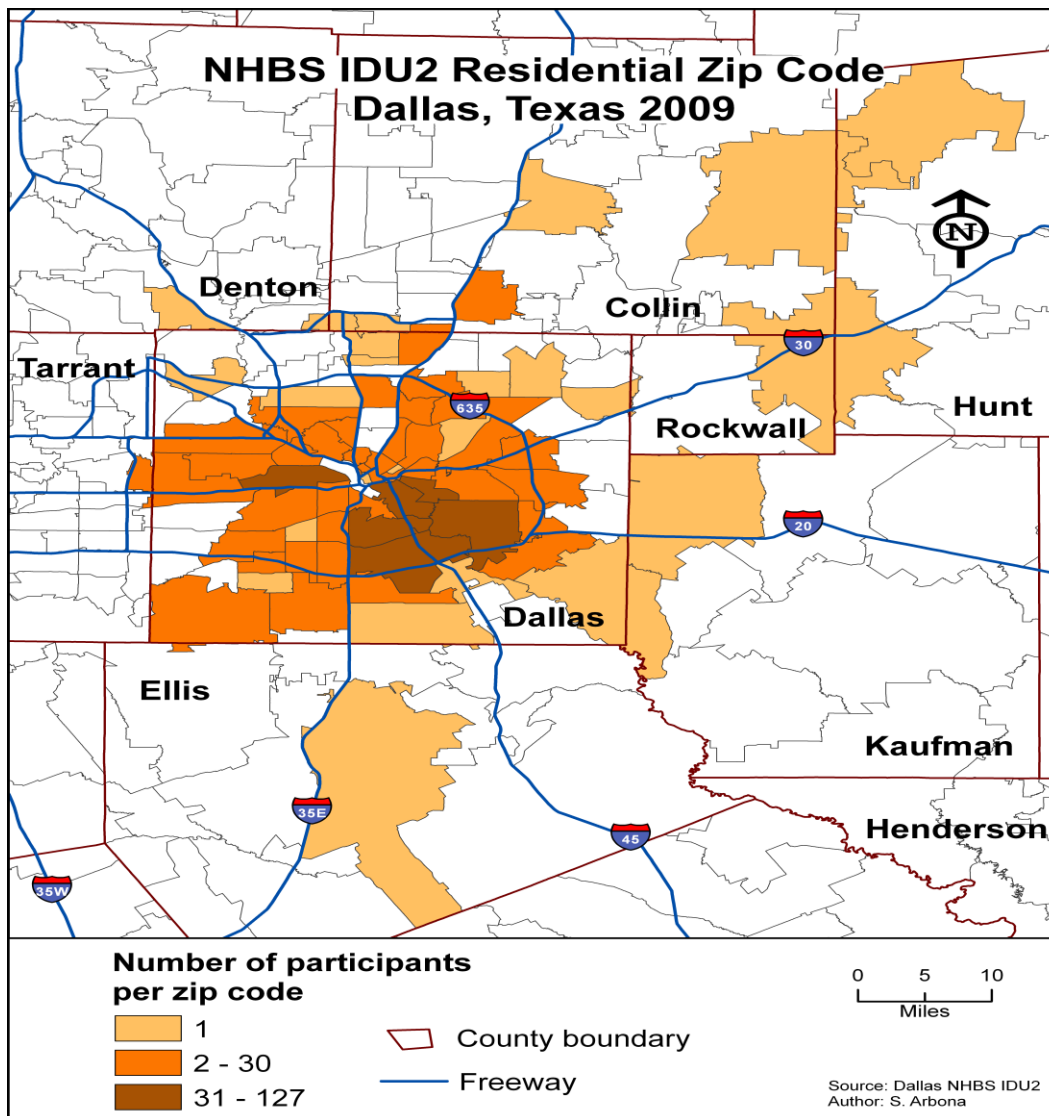 NHBS IDU2 Residential Zip Code
Dallas, Texas 2009
N
Denton
Collin
30
Tarrant
635
Rockwall
Hunt
20
Dallas
Ellis
Kaufman
35E
45
Henderson
35W
Number of participants
per zip code
1
2 - 30
31 - 127
County boundary
Freeway
0 5 10
Miles
Source: Dallas NHBS IDU2
Author: S. Arbona